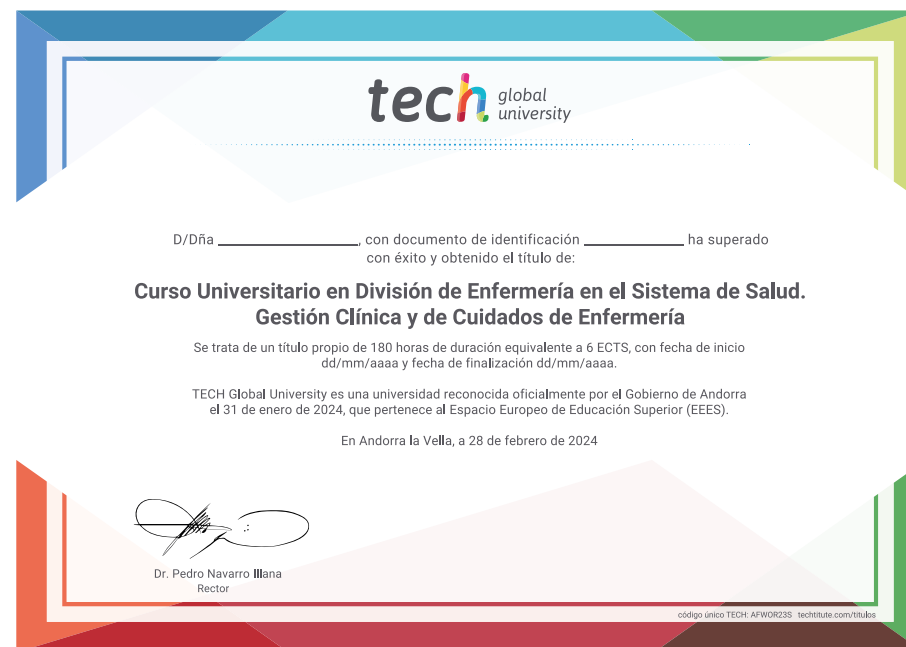 tech global
university
D/Dña ____________________, con documento de identificación ______________ ha superado
con éxito y obtenido el título de:
Curso Universitario en División de Enfermería en el Sistema de Salud.
Gestión Clínica y de Cuidados de Enfermería
Se trata de un título propio de 180 horas de duración equivalente a 6 ECTS, con fecha de inicio
dd/mm/aaaa y fecha de finalización dd/mm/aaaa.
TECH Global University es una universidad reconocida oficialmente por el Gobierno de Andorra
el 31 de enero de 2024, que pertenece al Espacio Europeo de Educación Superior (EEES).
En Andorra la Vella, a 28 de febrero de 2024
Dr. Pedro Navarro Illana
Rector
código único TECH: AFWOR23S techtitute.com/titulos